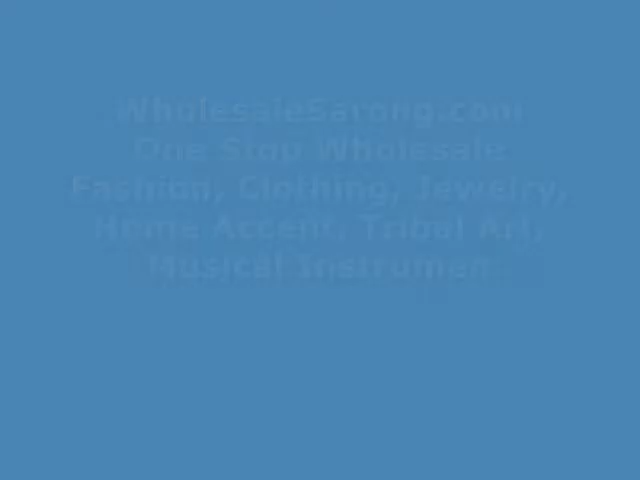 WholesaleSarong.com
One Stop Wholesale
Fashion, Clothing, Jewelry,
Home Accent, Tribal Art,
Musical Instrument